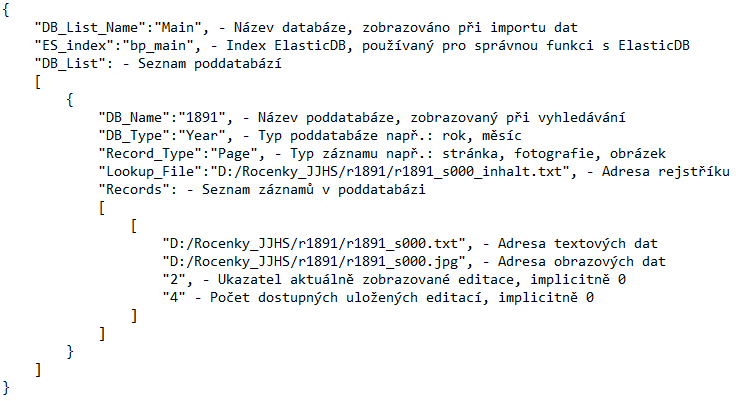 {
"DB_List_Name":"Main", - Název databáze, zobrazováno při importu dat
"ES_index":"bp_main", - Index ElasticDB, používaný pro správnou funkci s ElasticDB
"DB_List": - Seznam poddatabází
[
{
"DB_Name":"1891", - Název poddatabáze, zobrazovaný při vyhledávání
"DB_Type":"Year", - Typ poddatabáze např.: rok, měsíc
"Record_Type":"Page", - Typ záznamu např.: stránka, fotografie, obrázek
"Lookup_File":"D:/Rocenky_JJHS/r1891/r1891_s000_inhalt.txt", - Adresa rejstříku
"Records": - Seznam záznamů v poddatabázi
[
[
"D:/Rocenky_JJHS/r1891/r1891_s000.txt", - Adresa textových dat
"D:/Rocenky_JJHS/r1891/r1891_s000.jpg", - Adresa obrazových dat
"2", - Ukazatel aktuálně zobrazované editace, implicitně 0
"4" - Počet dostupných uložených editací, implicitně 0
]
]
}
]
}